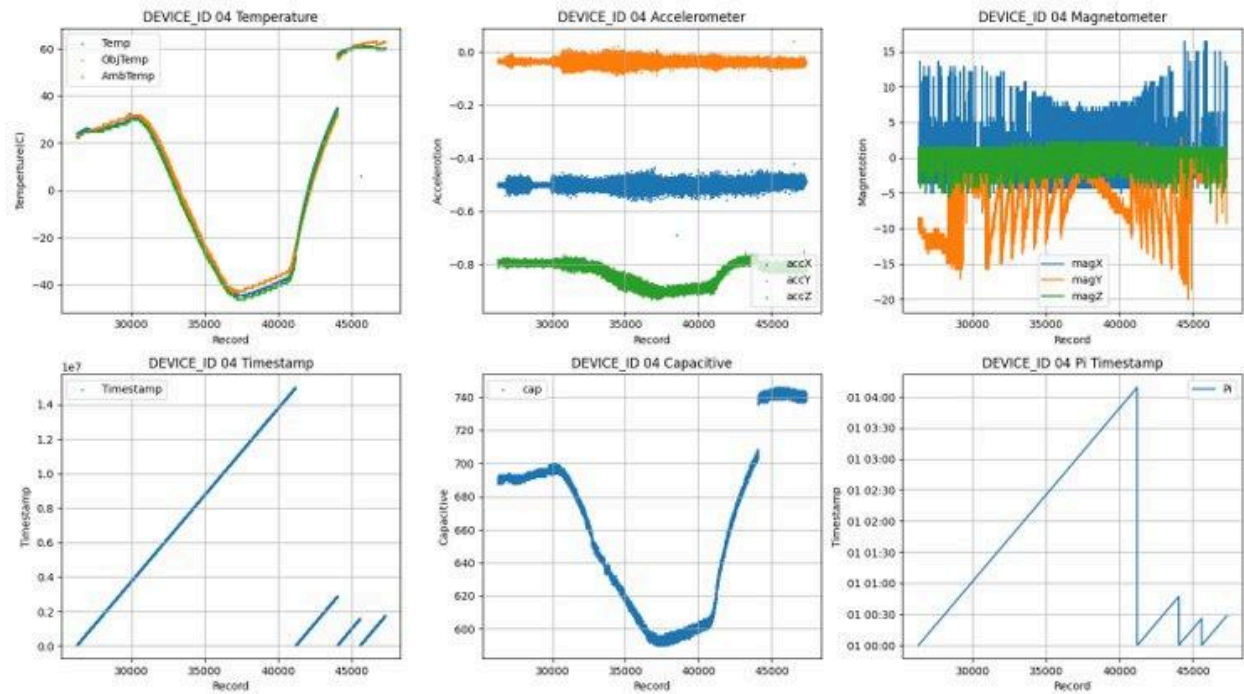 DEVICE_ID 04 Temperature
Temp
ObjTemp
AmbTemp
60
40
20
0
−20
−40
Temperture(C)
30000 35000 40000 45000
Record
DEVICE_ID 04 Accelerometer
0.0
−0.2
−0.4
−0.6
−0.8
Accelerotion
accX
accY
accZ
30000 35000 40000 45000
Record
DEVICE_ID 04 Magnetometer
15
10
5
0
−5
−10
−15
−20
Magnetotion
magX
magY
magZ
30000 35000 40000 45000
Record
DEVICE_ID 04 Timestamp
1e7
Timestamp
1.4
1.2
1.0
0.8
0.6
0.4
0.2
0.0
Timestamp
30000 35000 40000 45000
Record
DEVICE_ID 04 Capacitive
cap
740
720
700
680
660
640
620
600
Capacitive
30000 35000 40000 45000
Record
DEVICE_ID 04 Pi Timestamp
Pi
01 04:00
01 03:30
01 03:00
01 02:30
01 02:00
01 01:30
01 01:00
01 00:30
01 00:00
Timestamp
30000 35000 40000 45000
Record